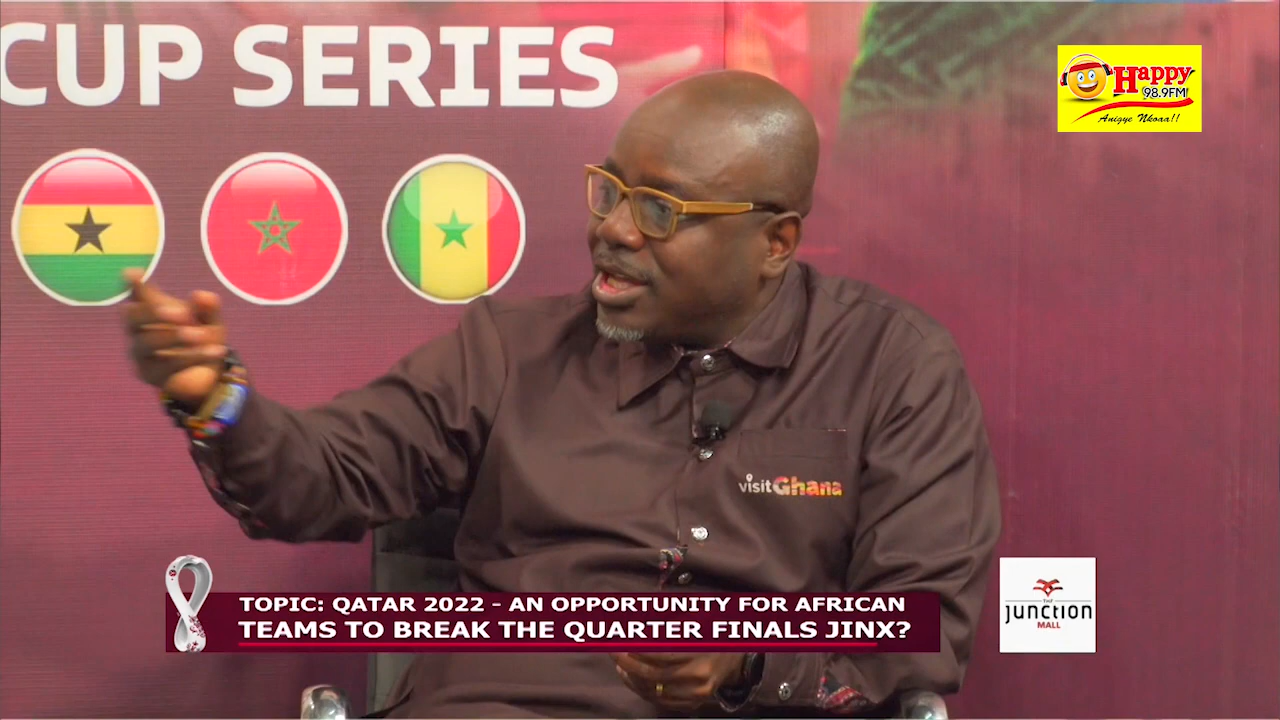 CUP SERIES
Happy
98.9FM
Anigye Nkoaa!!
visitGhana
TOPIC: QATAR 2022 - AN OPPORTUNITY FOR AFRICAN
TEAMS TO BREAK THE QUARTER FINALS JINX?
THE
JUNCTION
MALL